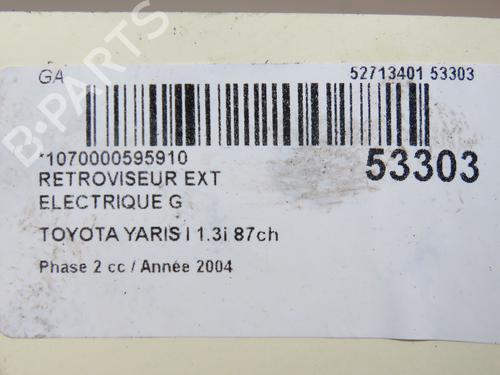 GA
52713401 53303
*1070000595910
53303
RETROVISEUR EXT
ELECTRIQUE G
TOYOTA YARIS I 1.3i 87ch
Phase 2 cc / Année 2004
B-PARTS